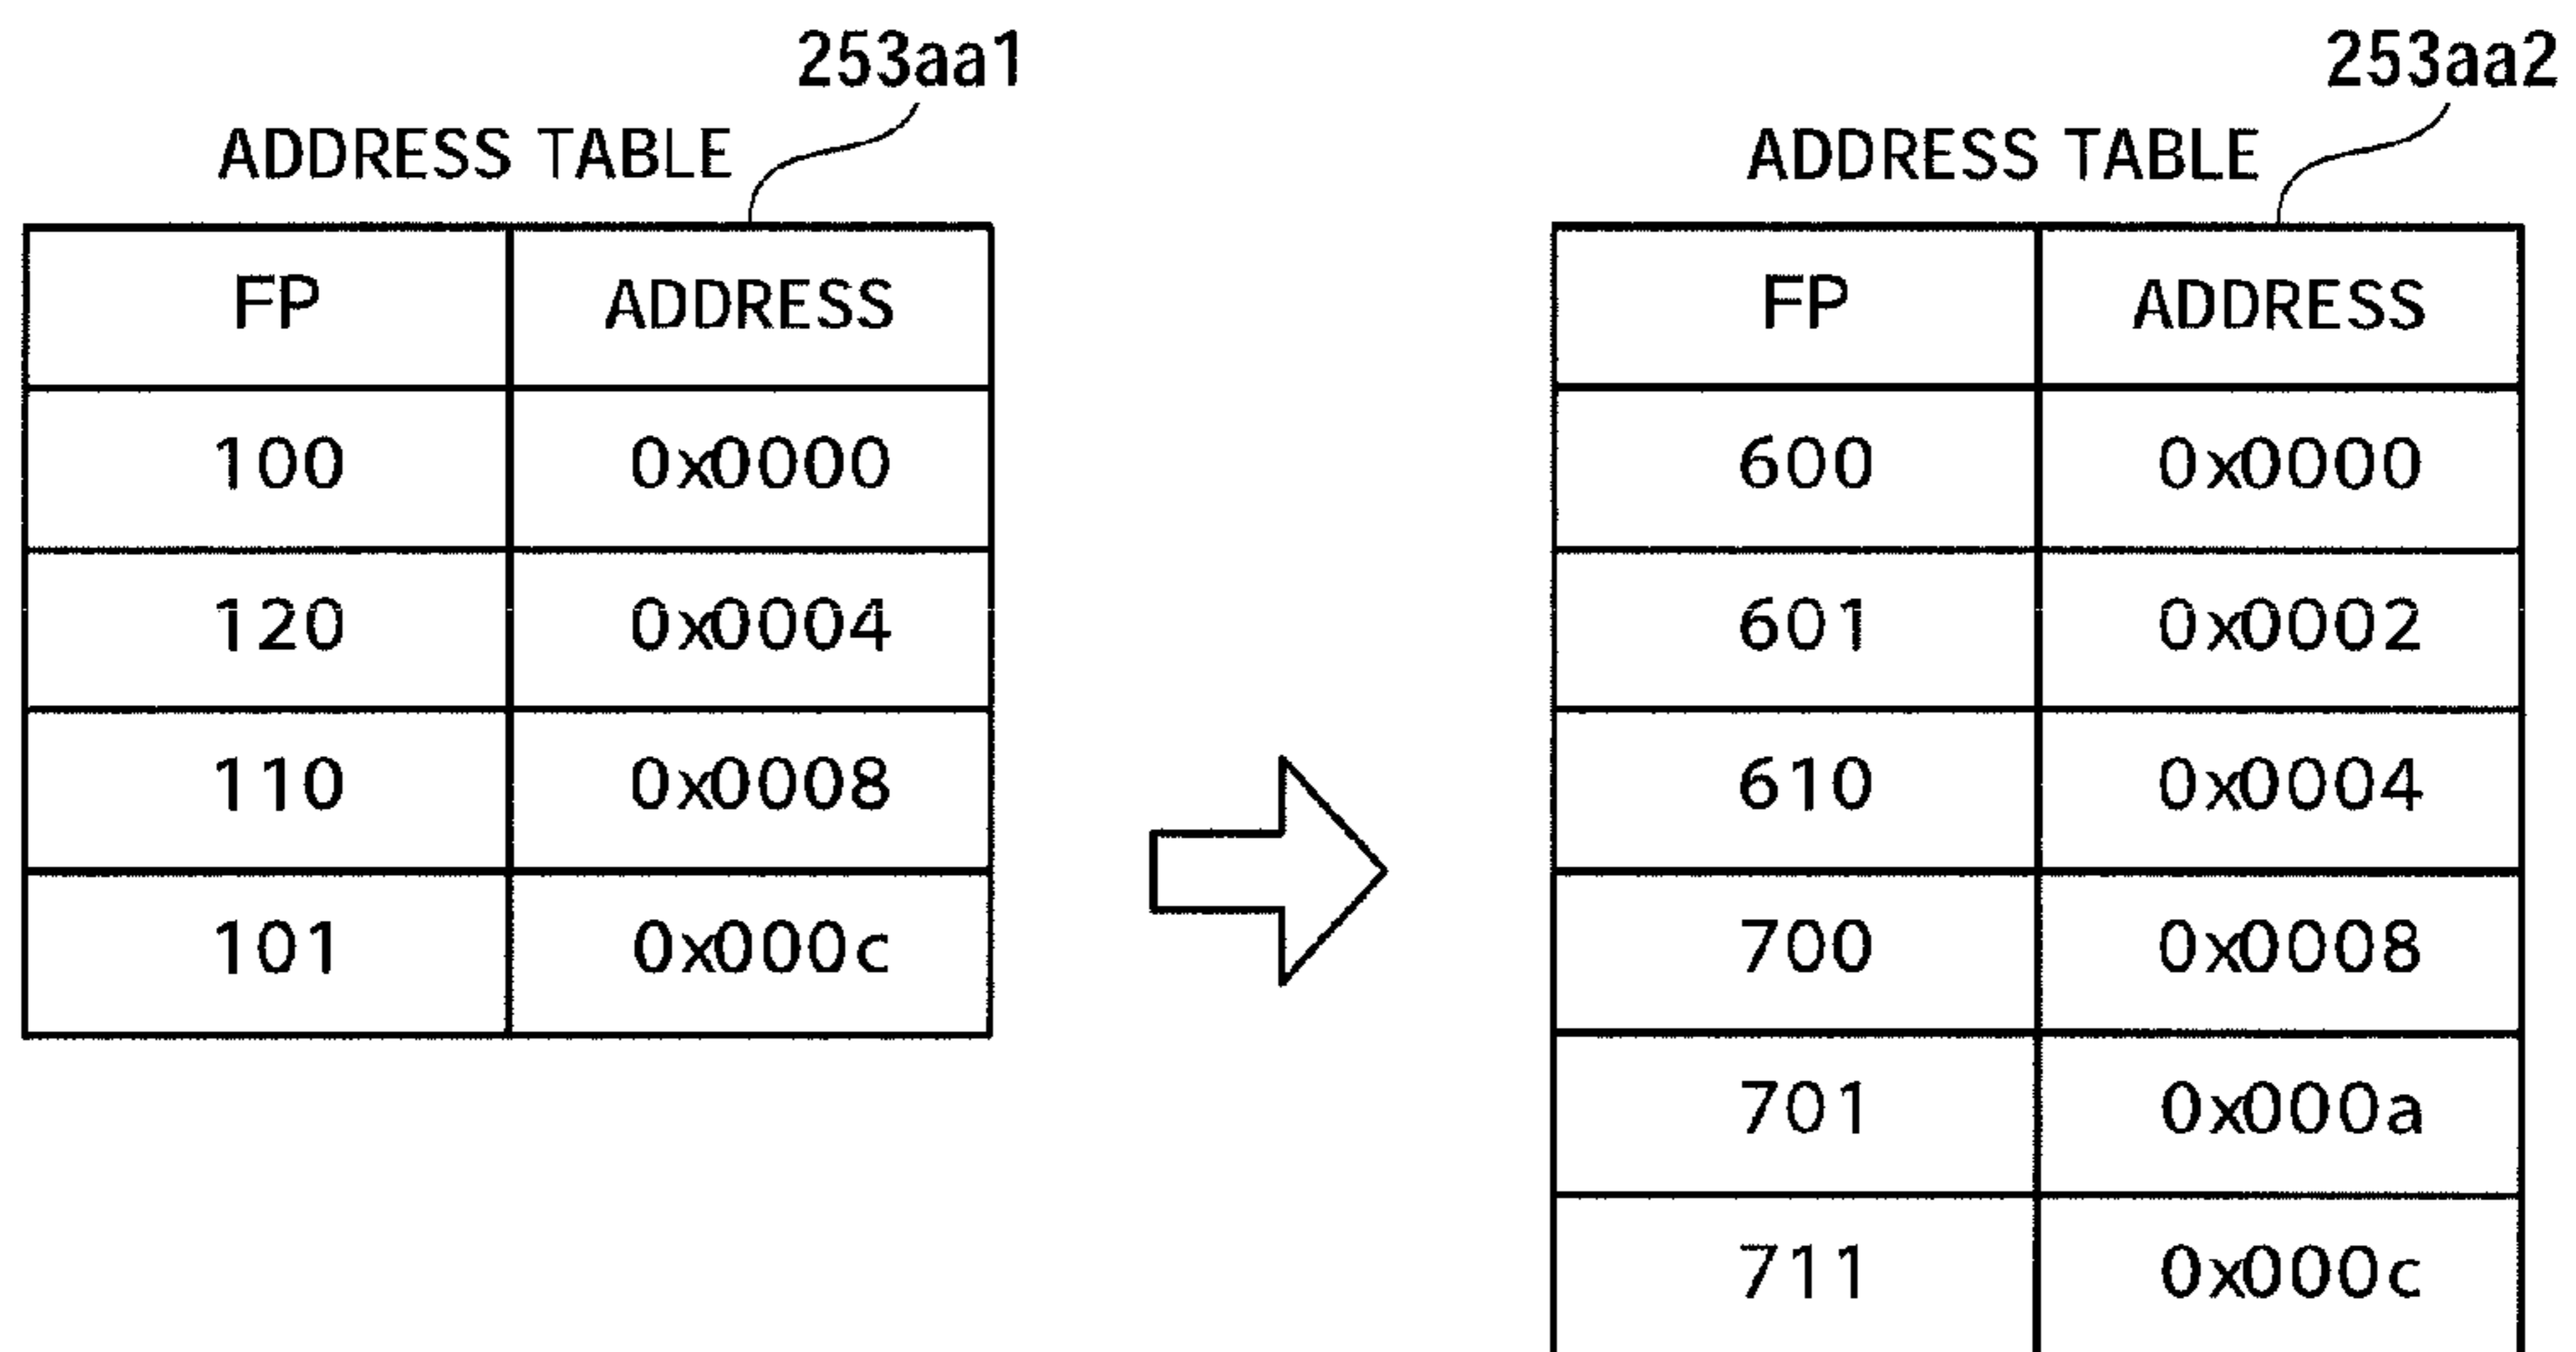 253aa1
ADDRESS TABLE
FP ADDRESS
100 0x0000
120 0x0004
110 0x0008
101 0x000c
253aa2
ADDRESS TABLE
FP ADDRESS
600 0x0000
601 0x0002
610 0x0004
700 0x0008
701 0x000a
711 0x000c